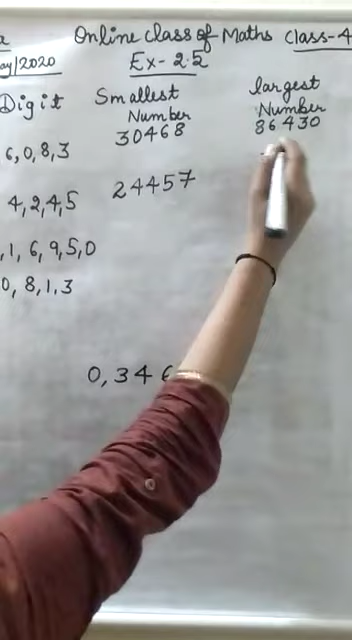 Online Class of Maths Class-4
ay/2020 Ex-2.5
Digit Smallest Number largest Number
6,0,8,3 30468 86430
4,2,4,5 24457
,1,6,9,5,0
0,8,1,3
0,346